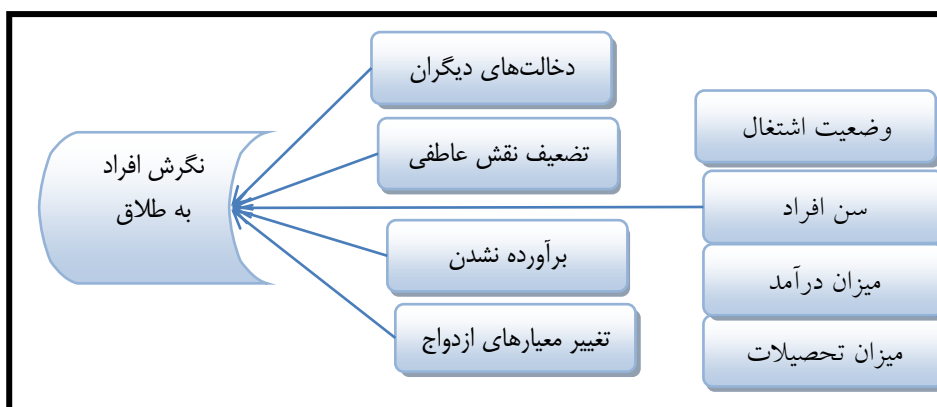 دخالت‌های دیگران
وضعیت اشتغال
تضعیف نقش عاطفی
نگرش افراد
به طلاق
سن افراد
برآورده نشدن
میزان درآمد
تغییر معیارهای ازدواج
میزان تحصیلات